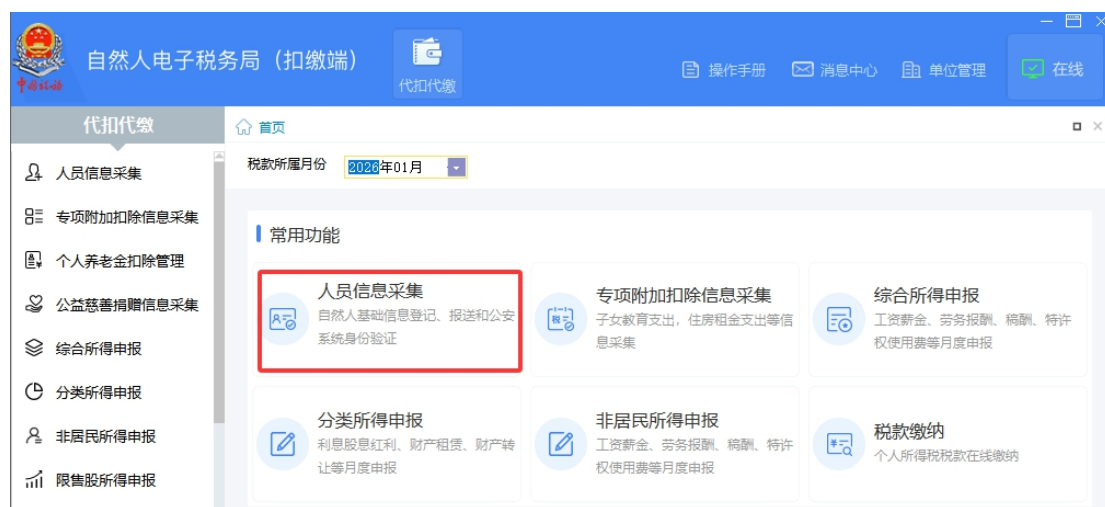 自然人电子税务局（扣缴端）
代扣代缴
操作手册
消息中心
单位管理
在线
中国税务
代扣代缴
首页
人员信息采集
专项附加扣除信息采集
个人养老金扣除管理
公益慈善捐赠信息采集
综合所得申报
分类所得申报
非居民所得申报
限售股所得申报
税款所属月份
2026年01月
常用功能
人员信息采集
自然人基础信息登记、报送和公安
系统身份验证
专项附加扣除信息采集
子女教育支出，住房租金支出等信
息采集
综合所得申报
工资薪金、劳务报酬、稿酬、特许
权使用费等月度申报
分类所得申报
利息股息红利、财产租赁、财产转
让等月度申报
非居民所得申报
工资薪金、劳务报酬、稿酬、特许
权使用费等月度申报
税款缴纳
个人所得税税款在线缴纳